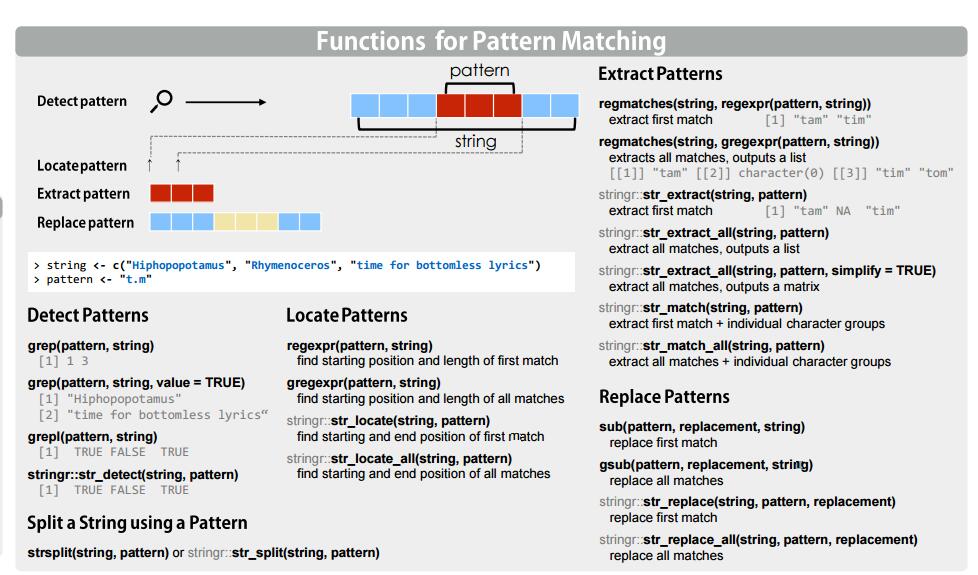 Functions for Pattern Matching
Detect pattern
pattern
string
Locate pattern
Extract pattern
Replace pattern
> string <- c("Hiphopopotamus", "Rhymenoceros", "time for bottomless lyrics")
> pattern <- "t.m"
Detect Patterns
grep(pattern, string)
[1] 1 3
grep(pattern, string, value = TRUE)
[1] "Hiphopopotamus"
[2] "time for bottomless lyrics“
grepl(pattern, string)
[1] TRUE FALSE TRUE
stringr::str_detect(string, pattern)
[1] TRUE FALSE TRUE
Split a String using a Pattern
strsplit(string, pattern) or stringr::str_split(string, pattern)
Locate Patterns
regexpr(pattern, string)
find starting position and length of first match
gregexpr(pattern, string)
find starting position and length of all matches
stringr::str_locate(string, pattern)
find starting and end position of first match
stringr::str_locate_all(string, pattern)
find starting and end position of all matches
Extract Patterns
regmatches(string, regexpr(pattern, string))
extract first match [1] "tam" "tim"
regmatches(string, gregexpr(pattern, string))
extracts all matches, outputs a list
[[1]] "tam" [[2]] character(0) [[3]] "tim" "tom"
stringr::str_extract(string, pattern)
extract first match [1] "tam" NA "tim"
stringr::str_extract_all(string, pattern)
extract all matches, outputs a list
stringr::str_extract_all(string, pattern, simplify = TRUE)
extract all matches, outputs a matrix
stringr::str_match(string, pattern)
extract first match + individual character groups
stringr::str_match_all(string, pattern)
extract all matches + individual character groups
Replace Patterns
sub(pattern, replacement, string)
replace first match
gsub(pattern, replacement, string)
replace all matches
stringr::str_replace(string, pattern, replacement)
replace first match
stringr::str_replace_all(string, pattern, replacement)
replace all matches